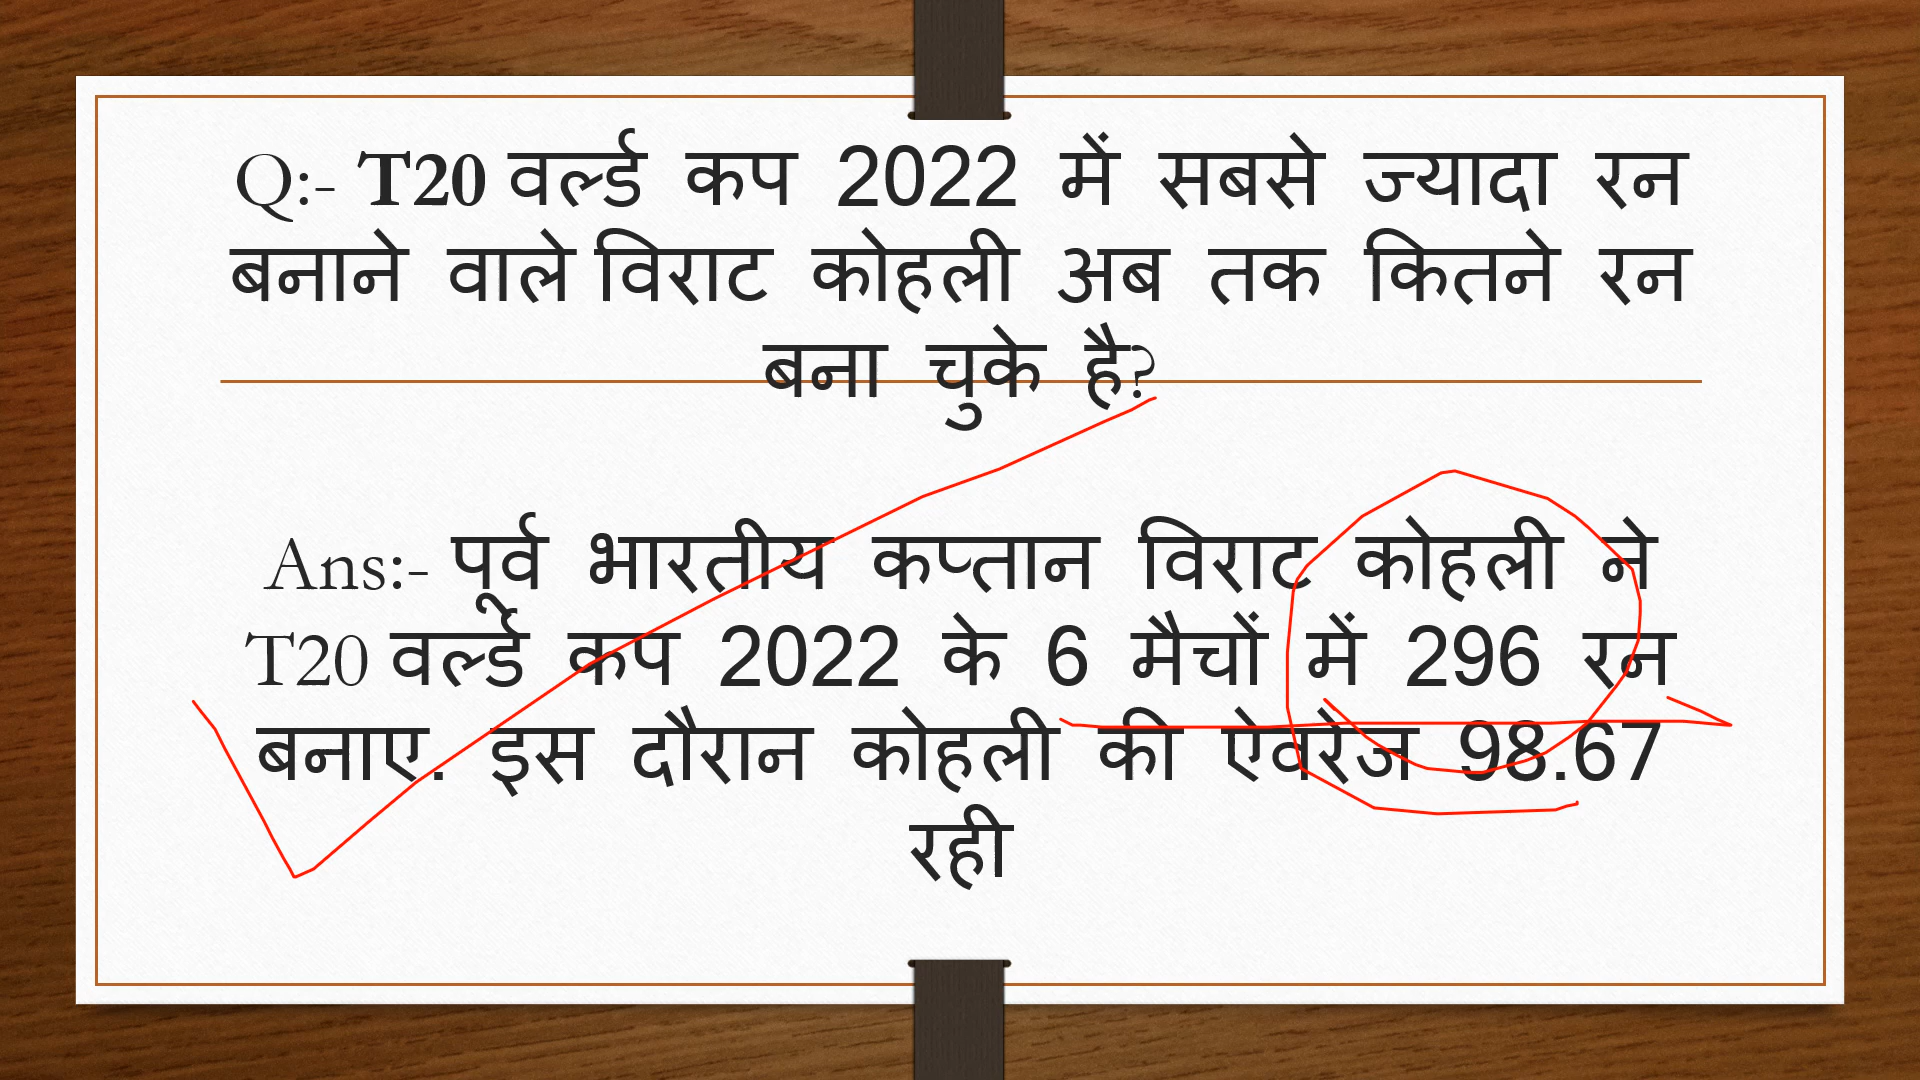 Q:- T20 वर्ल्ड कप 2022 में सबसे ज्यादा रन
बनाने वाले विराट कोहली अब तक कितने रन
बना चुके है?
Ans:- पूर्व भारतीय कप्तान विराट कोहली ने
T20 वर्ल्ड कप 2022 के 6 मैचों में 296 रन
बनाए. इस दौरान कोहली की ऐवरेज 98.67
रही